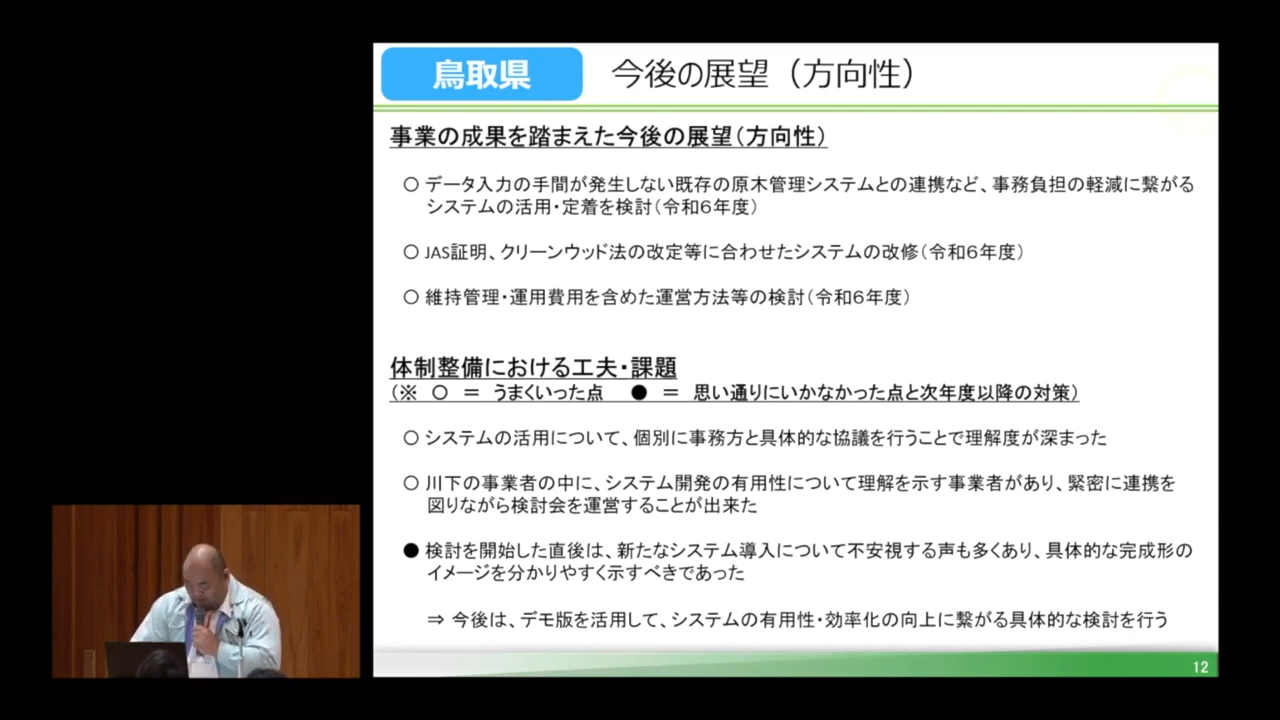 鳥取県
今後の展望（方向性）
事業の成果を踏まえた今後の展望（方向性）
○ データ入力の手間が発生しない既存の原木管理システムとの連携など、事務負担の軽減に繋がる
システムの活用・定着を検討（令和６年度）
○ JAS証明、クリーンウッド法の改定等に合わせたシステムの改修（令和６年度）
○ 維持管理・運用費用を含めた運営方法等の検討（令和６年度）
体制整備における工夫・課題
（※　○　＝　うまくいった点　●　＝　思い通りにいかなかった点と次年度以降の対策）
○ システムの活用について、個別に事務方と具体的な協議を行うことで理解度が深まった
○ 川下の事業者の中に、システム開発の有用性について理解を示す事業者があり、緊密に連携を
図りながら検討会を運営することが出来た
● 検討を開始した直後は、新たなシステム導入について不安視する声も多くあり、具体的な完成形の
イメージを分かりやすく示すべきであった
⇒ 今後は、デモ版を活用して、システムの有用性・効率化の向上に繋がる具体的な検討を行う
12